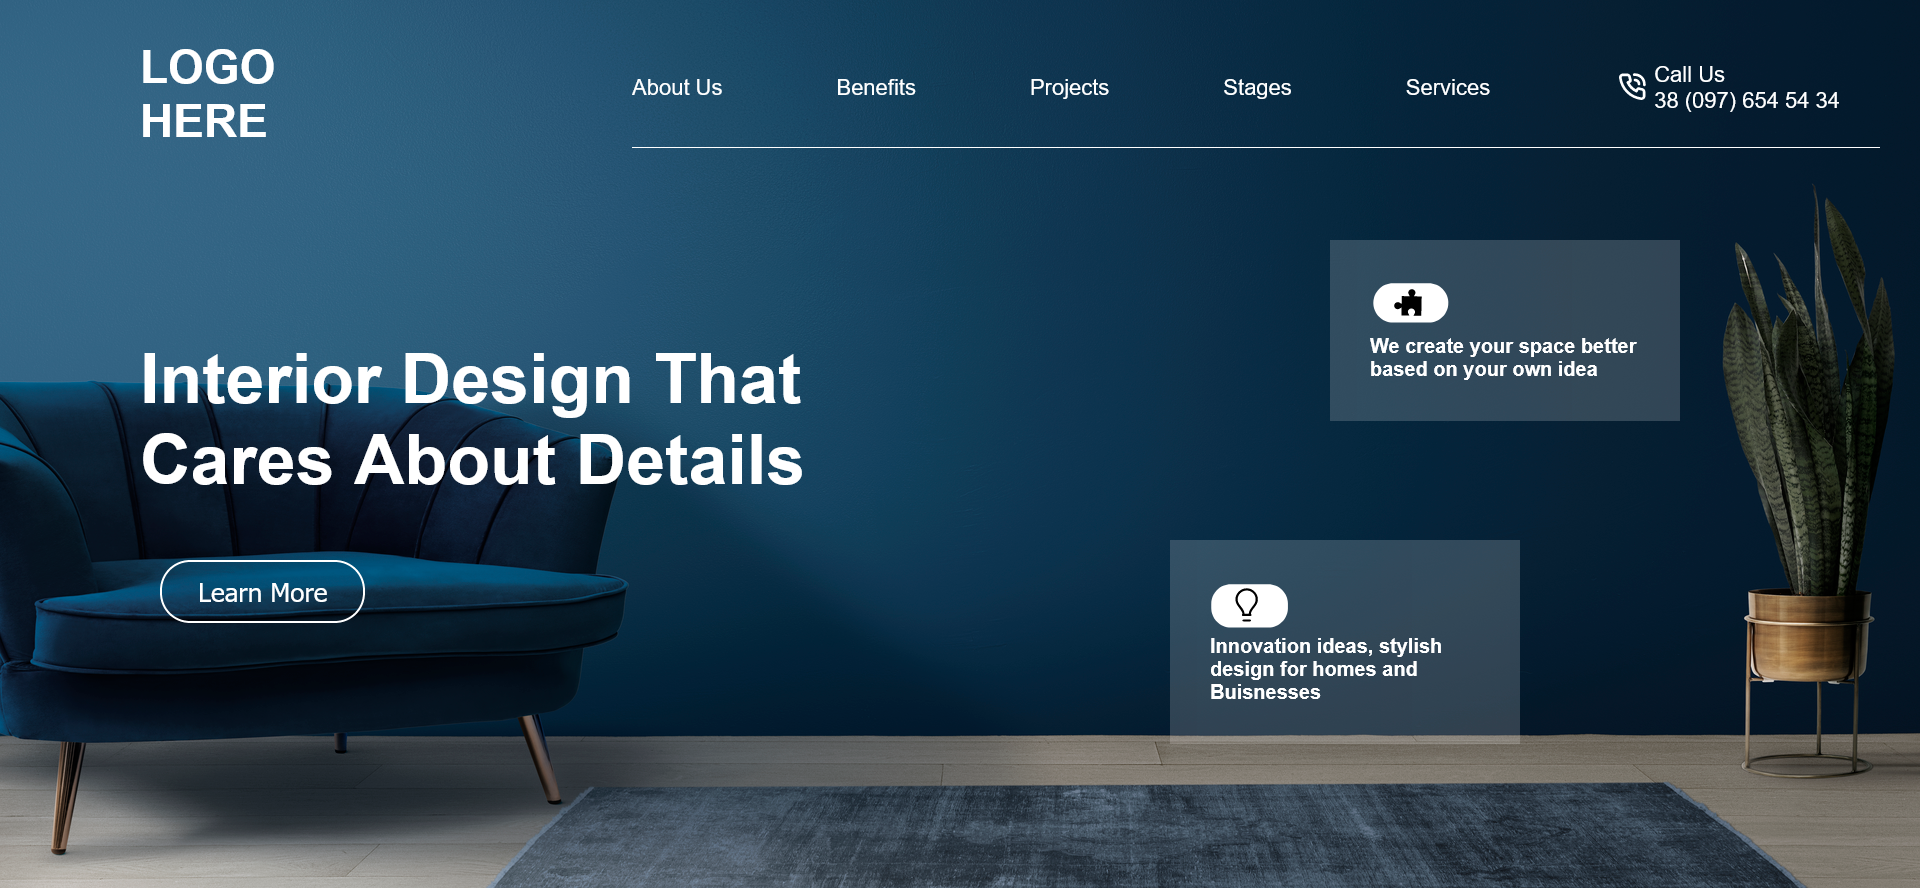 LOGO
HERE
About Us
Benefits
Projects
Stages
Services
Call Us
38 (097) 654 54 34
Interior Design That
Cares About Details
Learn More
We create your space better
based on your own idea
Innovation ideas, stylish
design for homes and
Buisnesses